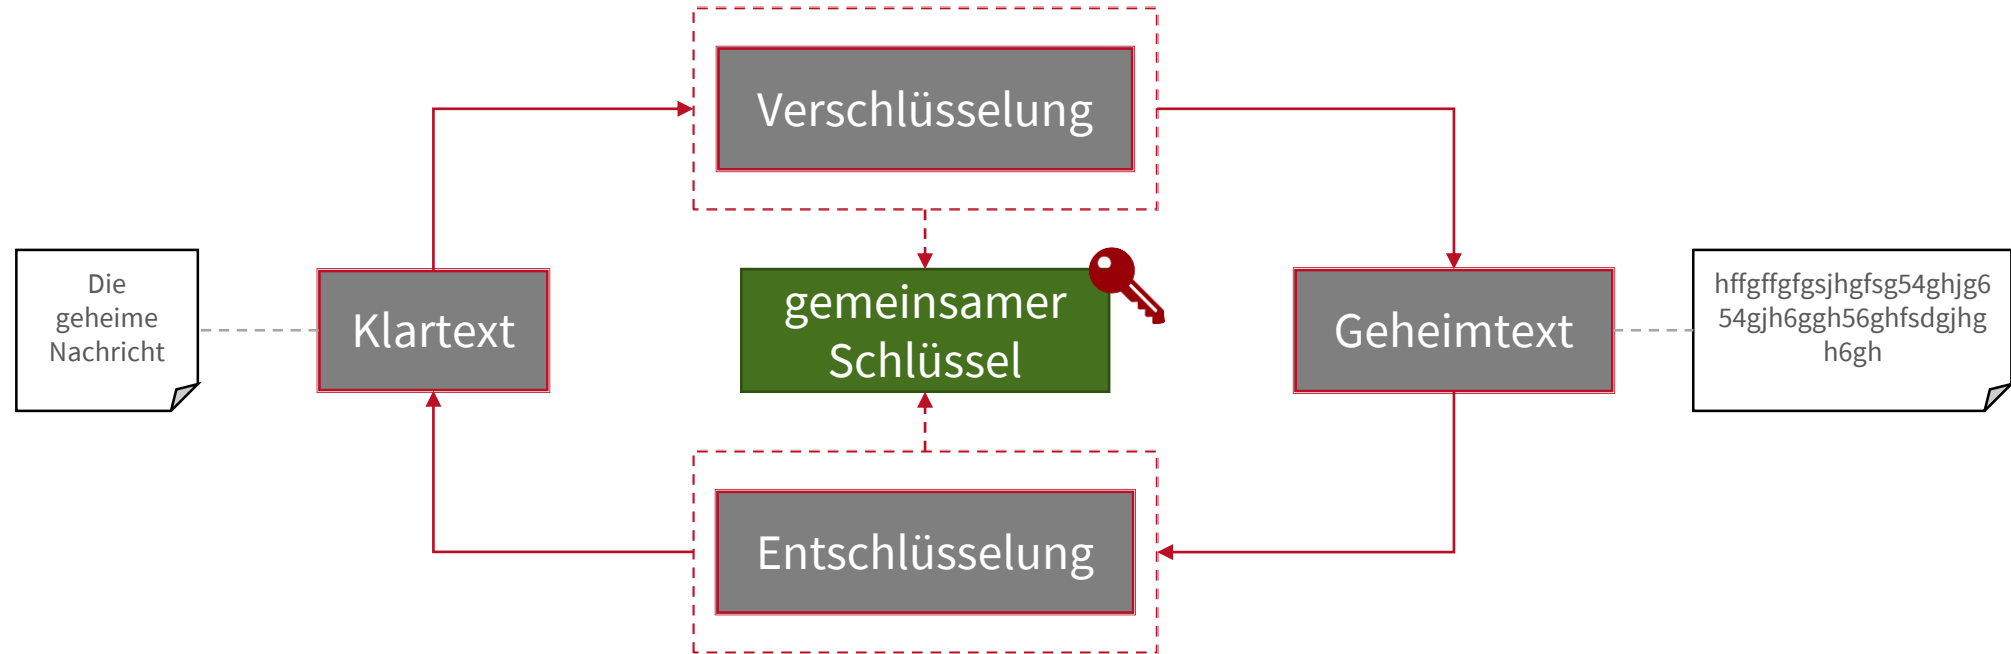 Verschlüsselung
Die
geheime
Nachricht
Klartext
gemeinsamer
Schlüssel
Geheimtext
hffgffgfgsjhgfsg54ghjg6
54gjh6ggh56ghfsdgjhg
h6gh
Entschlüsselung